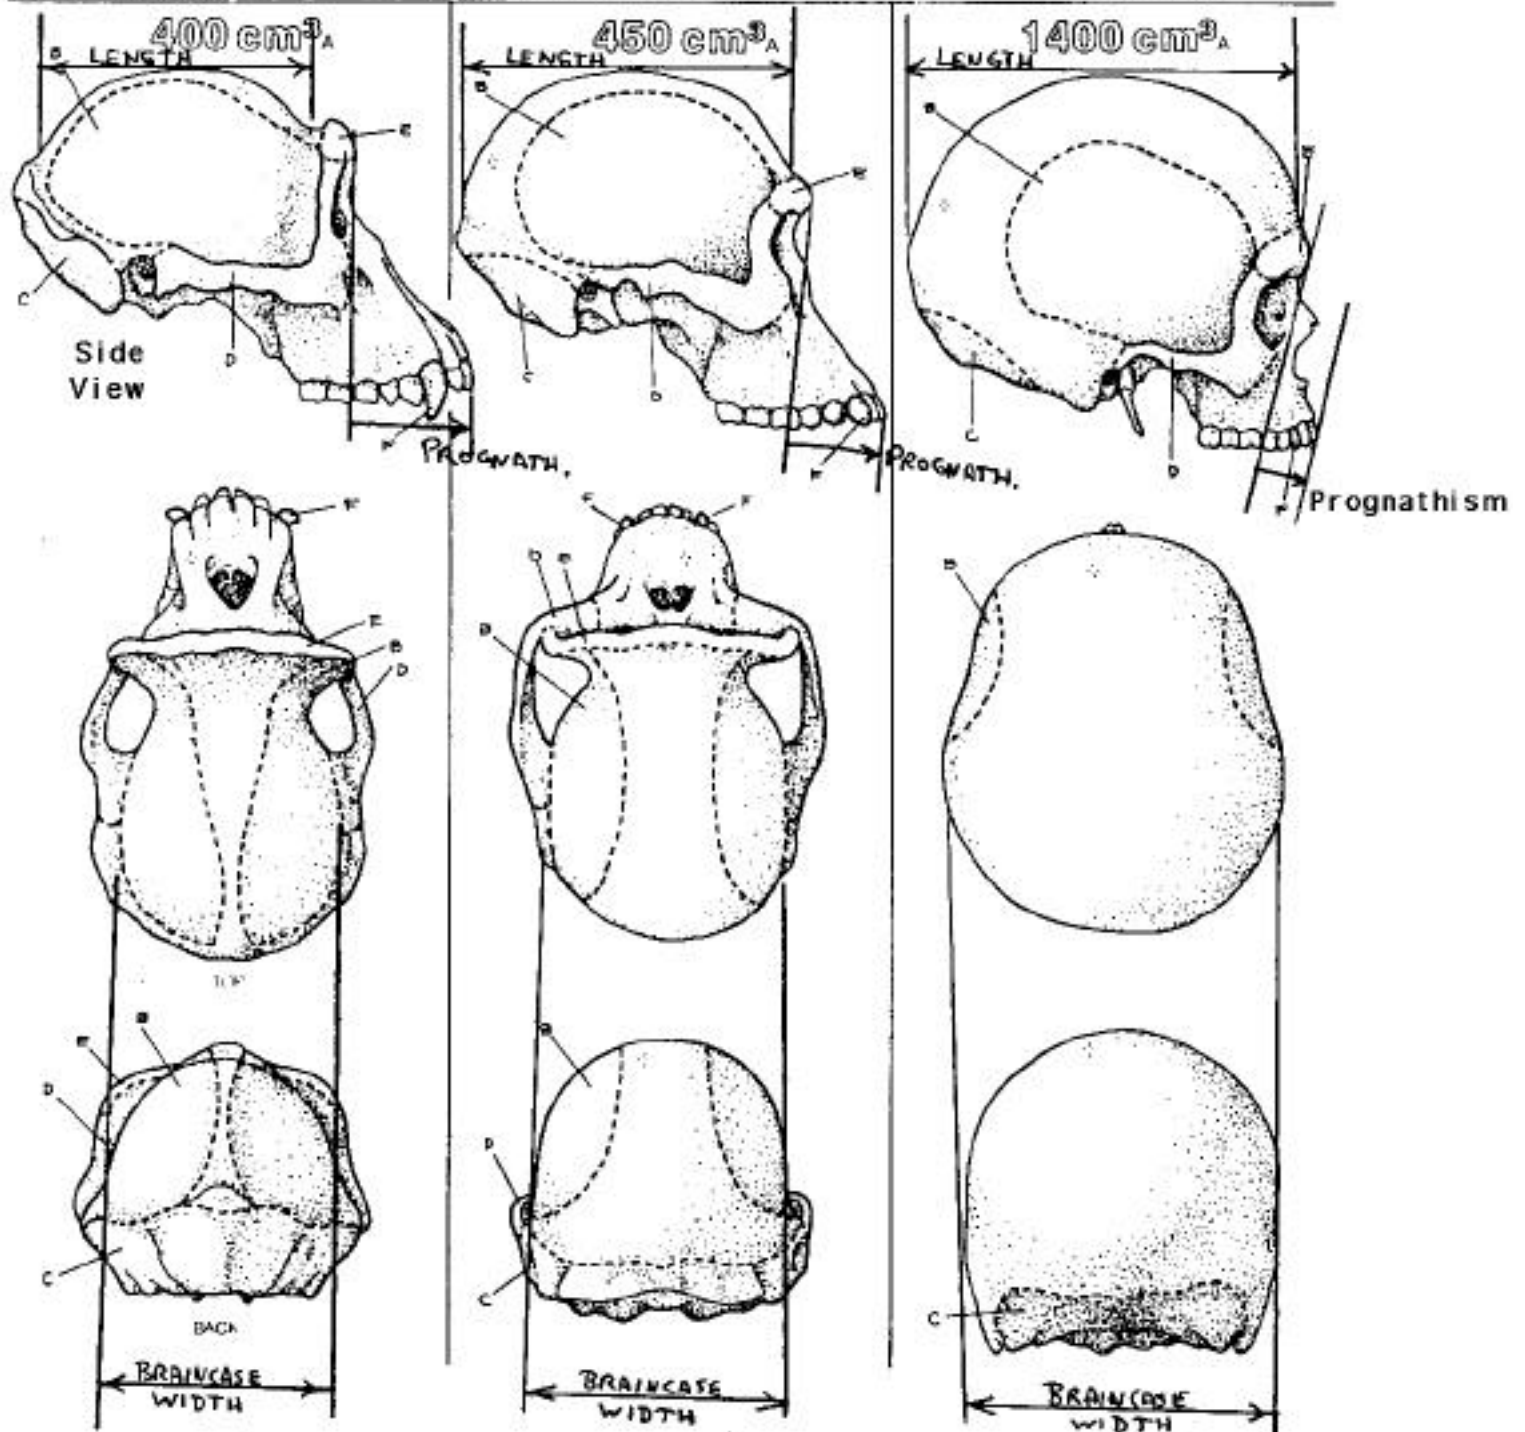 400 cm³ A
LENGTH
B
E
C
D
F
Side
View
PROGNATH.
450 cm³ A
LENGTH
B
E
C
D
F
PROGNATH.
1400 cm³ A
LENGTH
B
E
C
D
F
Prognathism
F
E
B
D
F
F
D
E
B
B
TOP
B
E
D
C
BACK
B
D
C
C
BRAINCASE
WIDTH
BRAINCASE
WIDTH
BRAINCASE
WIDTH